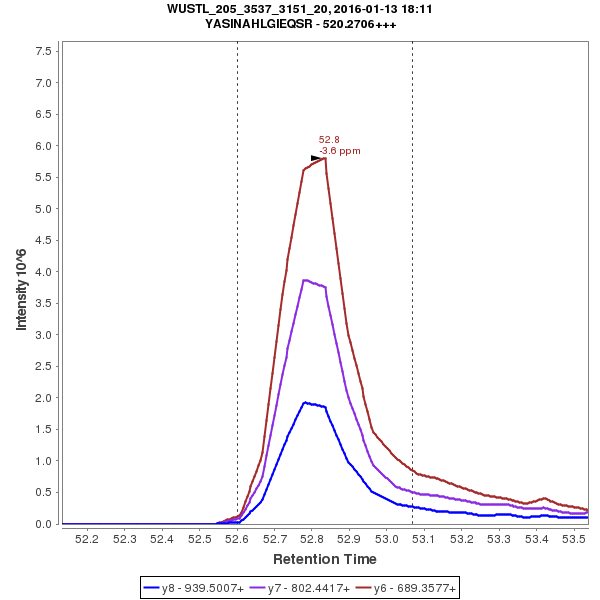 WUSTL_205_3537_3151_20, 2016-01-13 18:11
YASINAHLGIEQSR - 520.2706+++
7.5
7.0
6.5
6.0
5.5
5.0
4.5
4.0
3.5
3.0
2.5
2.0
1.5
1.0
0.5
0.0
Intensity 10^6
52.8
-3.6 ppm
52.2 52.3 52.4 52.5 52.6 52.7 52.8 52.9 53.0 53.1 53.2 53.3 53.4 53.5
Retention Time
y8 - 939.5007+ y7 - 802.4417+ y6 - 689.3577+